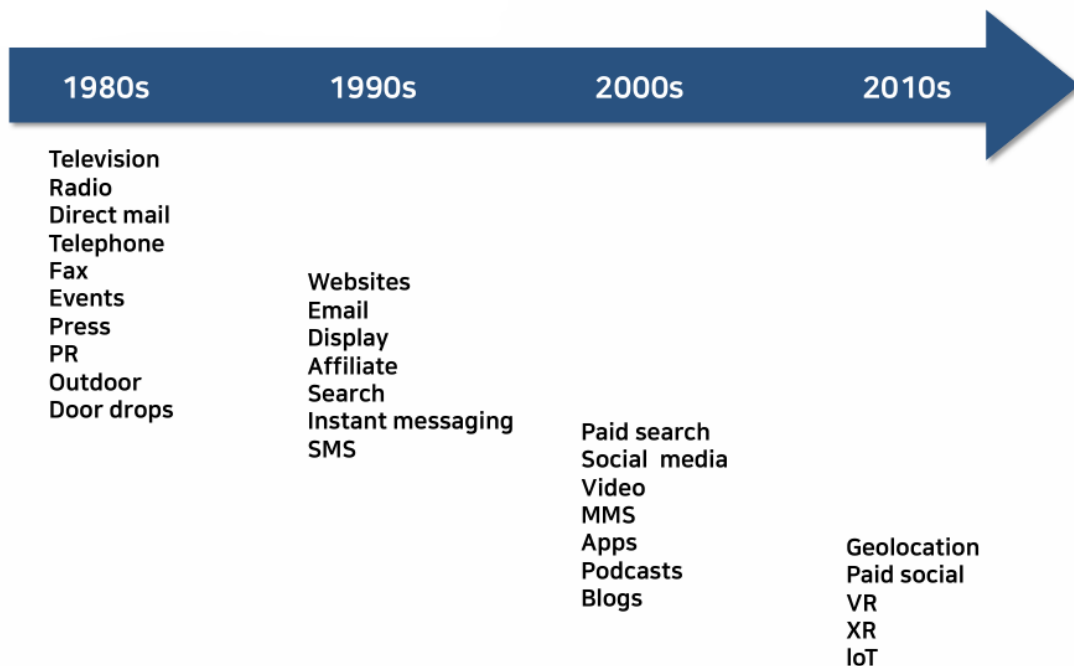 1980s 1990s 2000s 2010s
Television
Radio
Direct mail
Telephone
Fax
Events
Press
PR
Outdoor
Door drops
Websites
Email
Display
Affiliate
Search
Instant messaging
SMS
Paid search
Social media
Video
MMS
Apps
Podcasts
Blogs
Geolocation
Paid social
VR
XR
IoT